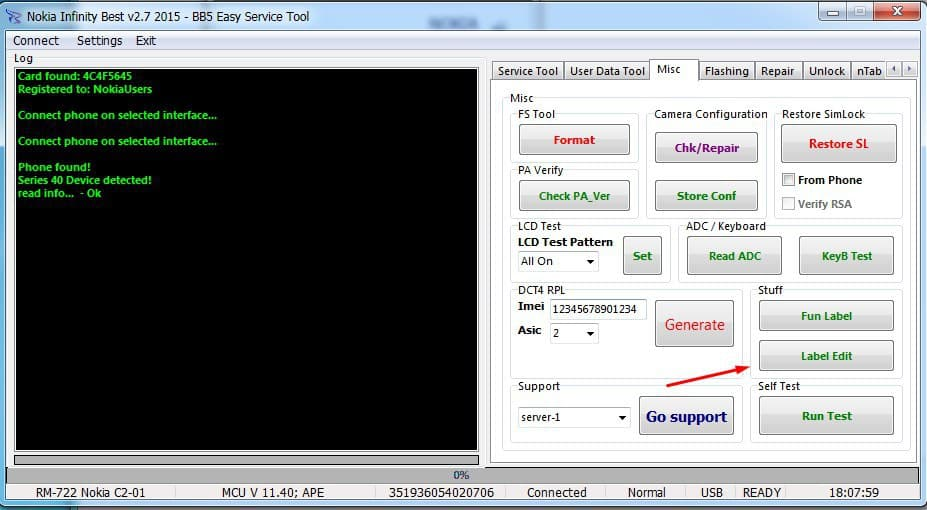 Nokia Infinity Best v2.7 2015 - BB5 Easy Service Tool
Connect Settings Exit
Log
Card found: 4C4F5645
Registered to: NokiaUsers
Connect phone on selected interface...
Connect phone on selected interface...
Phone found!
Series 40 Device detected!
read info... - Ok
Service Tool User Data Tool Misc Flashing Repair Unlock nTab
Misc
FS Tool
Format
Camera Configuration
Chk/Repair
Store Conf
Restore SimLock
Restore SL
From Phone
Verify RSA
PA Verify
Check PA_Ver
LCD Test
LCD Test Pattern
All On
Set
ADC / Keyboard
Read ADC
KeyB Test
DCT4 RPL
Imei 12345678901234
Asic 2
Generate
Stuff
Fun Label
Label Edit
Support
server-1
Go support
Self Test
Run Test
0%
RM-722 Nokia C2-01 MCU V 11.40; APE 351936054020706 Connected Normal USB READY 18:07:59